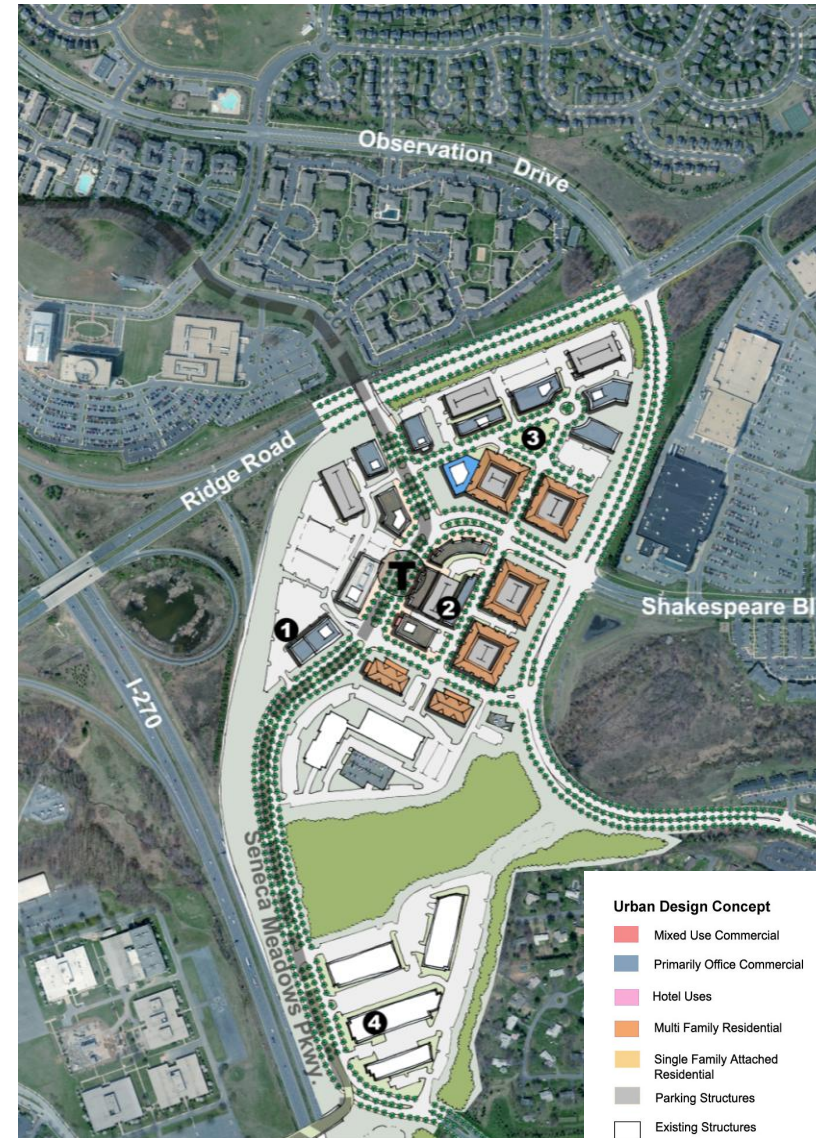 Observation Drive
Ridge Road
3
T
2
Shakespeare Bl
1
I-270
Seneca Meadows Pkwy.
4
Urban Design Concept
Mixed Use Commercial
Primarily Office Commercial
Hotel Uses
Multi Family Residential
Single Family Attached
Residential
Parking Structures
Existing Structures